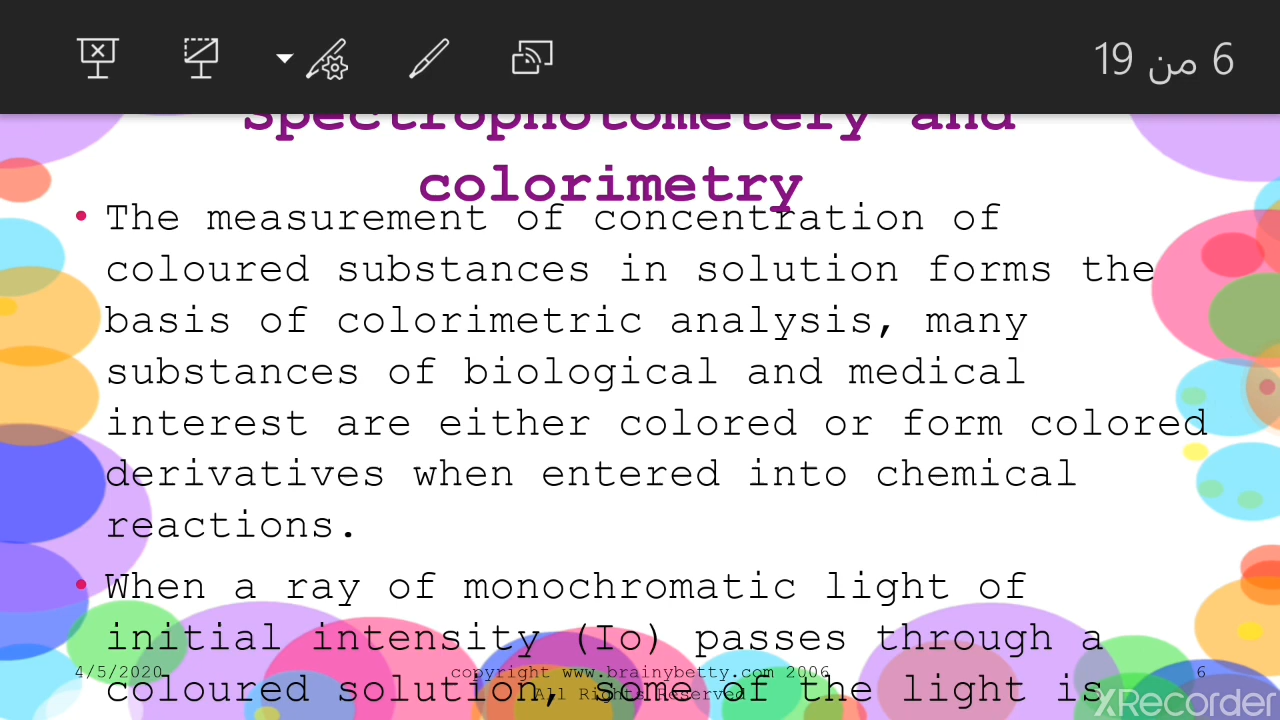 6 من 19
Spectrophotometery and
colorimetry
• The measurement of concentration of
coloured substances in solution forms the
basis of colorimetric analysis, many
substances of biological and medical
interest are either colored or form colored
derivatives when entered into chemical
reactions.
• When a ray of monochromatic light of
initial intensity (Io) passes through a
coloured solution, some of the light is
4/5/2020
copyright www.brainybetty.com 2006
All Rights Reserved
6
XRecorder